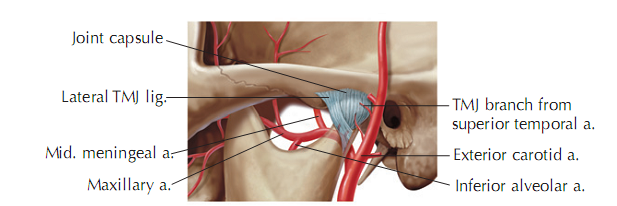 Joint capsule
Lateral TMJ lig.
Mid. meningeal a.
Maxillary a.
TMJ branch from
superior temporal a.
Exterior carotid a.
Inferior alveolar a.